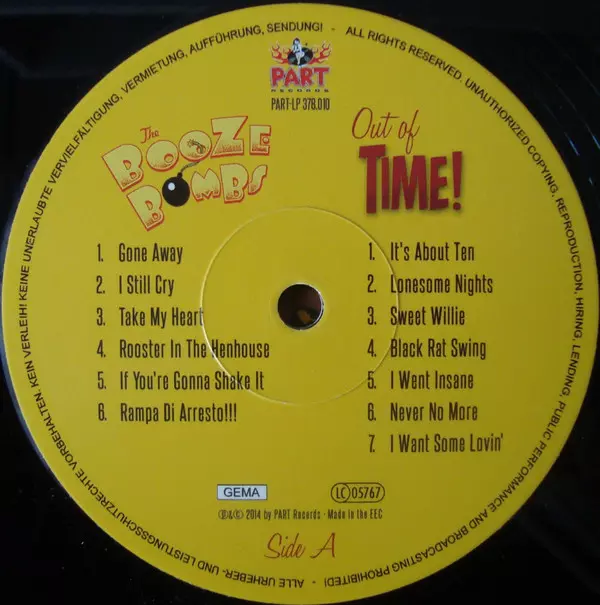 ALLE URHEBER- UND LEISTUNGSSCHUTZRECHTE VORBEHALTEN. KEIN VERLEIH! KEINE UNERLAUBTE VERVIELFÄLTIGUNG, VERMIETUNG, AUFFÜHRUNG, SENDUNG! · ALL RIGHTS RESERVED. UNAUTHORIZED COPYING, REPRODUCTION, HIRING, LENDING, PUBLIC PERFORMANCE AND BROADCASTING PROHIBITED! ·
PART
RECORDS
PART-LP 378.010
The
BOOZE
BOMBS
Out of
TIME!
1. Gone Away
2. I Still Cry
3. Take My Heart
4. Rooster In The Henhouse
5. If You're Gonna Shake It
6. Rampa Di Arresto!!!
1. It's About Ten
2. Lonesome Nights
3. Sweet Willie
4. Black Rat Swing
5. I Went Insane
6. Never No More
7. I Want Some Lovin'
GEMA
LC 05767
℗&© 2014 by PART Records · Made in the EEC
Side A